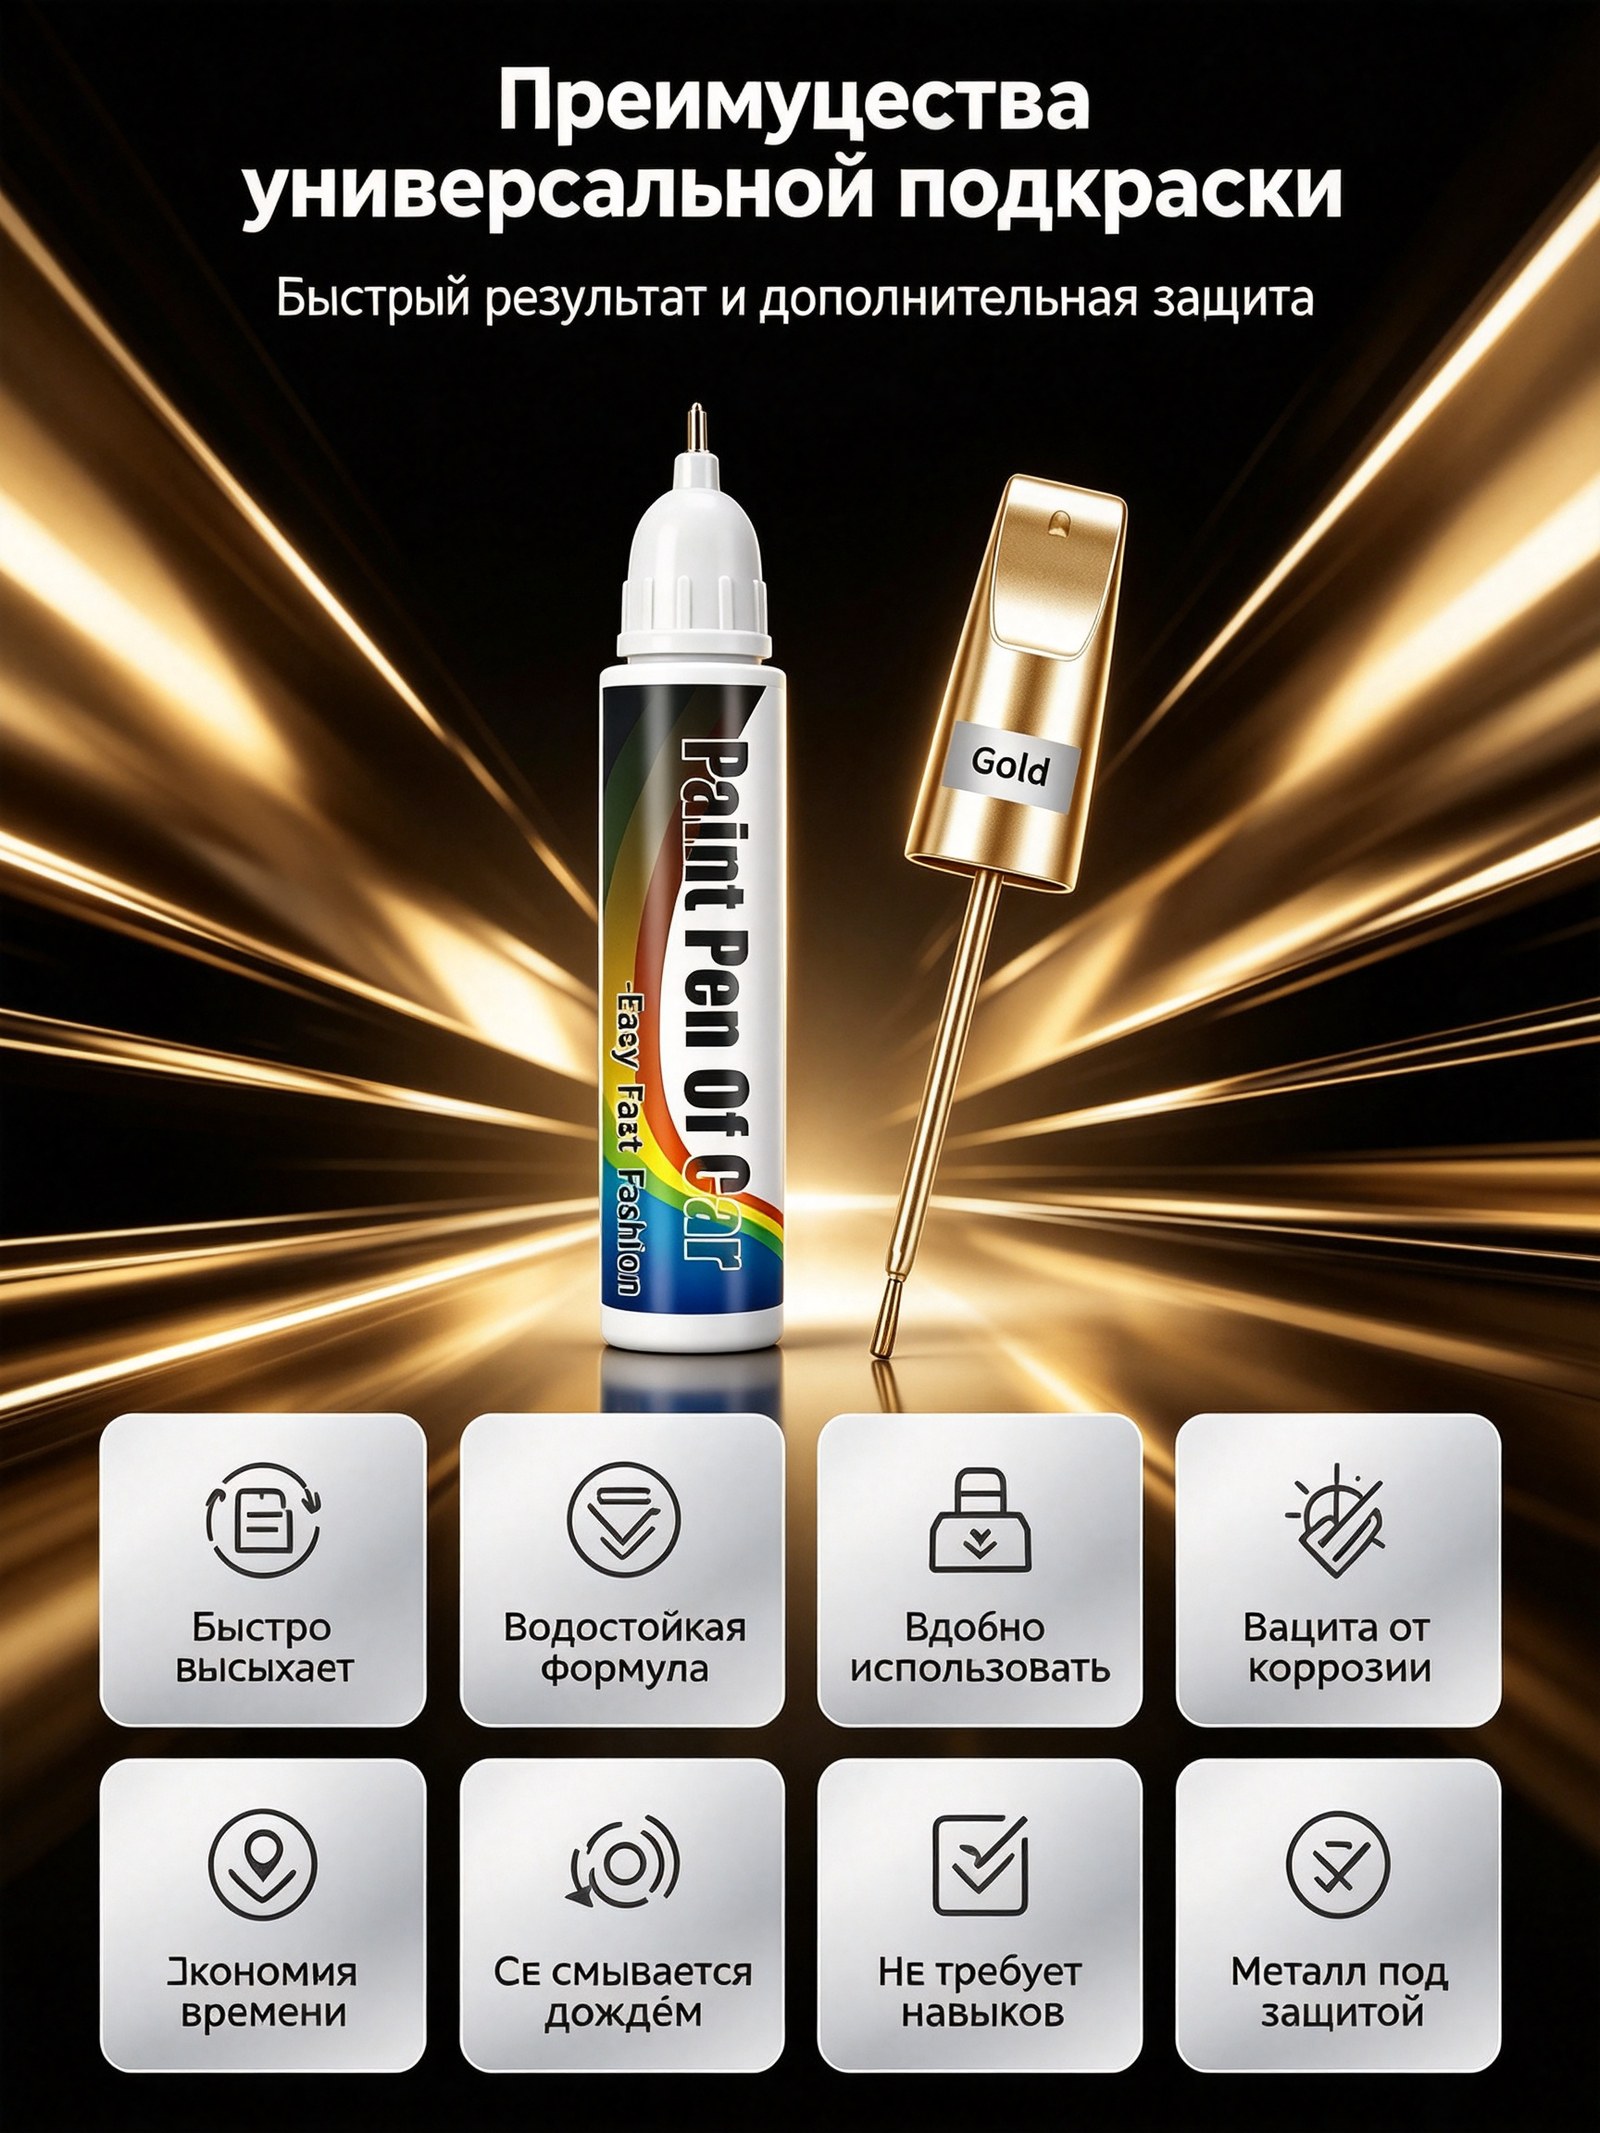 Преимуцества
универсальной подкраски
Быстрый результат и дополнительная защита
Gold
Paint Pen Of Car
-Easy Fast Fashion
Быстро
высыхает
Водостойкая
формула
Вдобно
использовать
Вацита от
коррозии
Экономия
времени
СЕ смывается
дождём
НЕ требует
навыков
Металл под
защитой